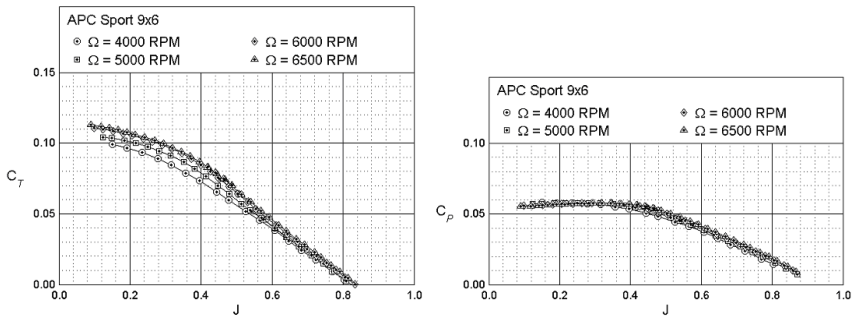 APC Sport 9x6
Ω = 4000 RPM Ω = 6000 RPM
Ω = 5000 RPM Ω = 6500 RPM
0.15
0.10
C_T
0.05
0.00
0.0 0.2 0.4 0.6 0.8 1.0
J
APC Sport 9x6
Ω = 4000 RPM Ω = 6000 RPM
Ω = 5000 RPM Ω = 6500 RPM
0.10
C_P
0.05
0.00
0.0 0.2 0.4 0.6 0.8 1.0
J